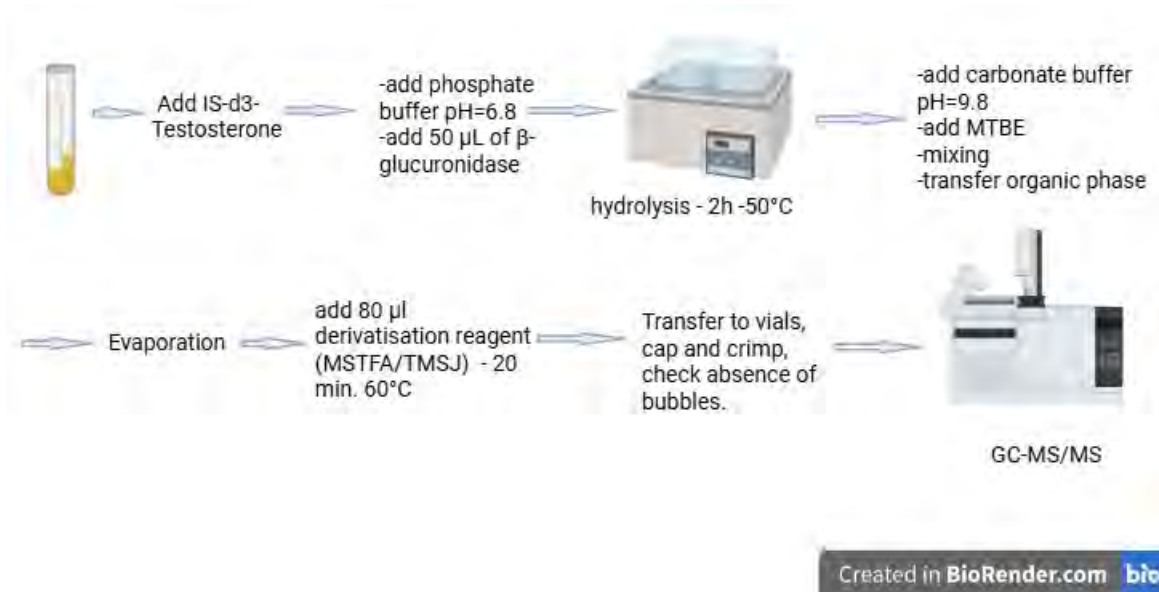 Add IS-d3-
Testosterone
-add phosphate
buffer pH=6.8
-add 50 µL of β-
glucuronidase
hydrolysis - 2h -50°C
-add carbonate buffer
pH=9.8
-add MTBE
-mixing
-transfer organic phase
Evaporation
add 80 µl
derivatisation reagent
(MSTFA/TMSJ) - 20
min. 60°C
Transfer to vials,
cap and crimp,
check absence of
bubbles.
GC-MS/MS
Created in BioRender.com bio